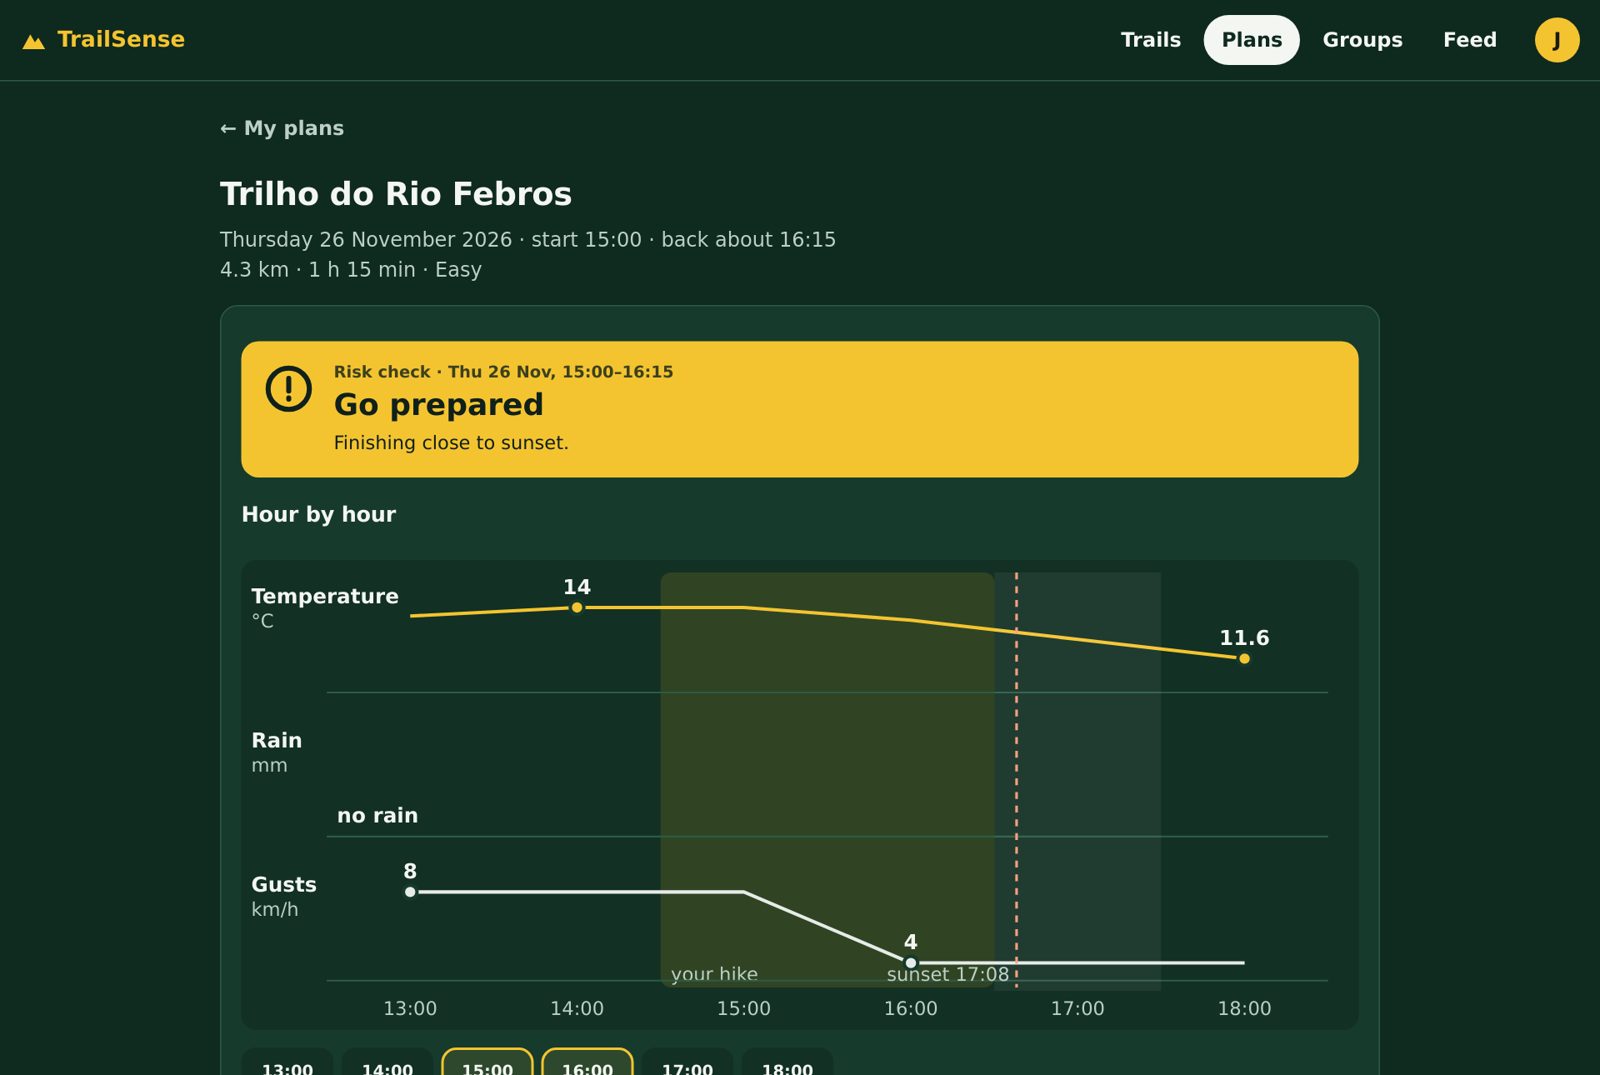 TrailSense
Trails
Plans
Groups
Feed
J
← My plans
Trilho do Rio Febros
Thursday 26 November 2026 · start 15:00 · back about 16:15
4.3 km · 1 h 15 min · Easy
Risk check · Thu 26 Nov, 15:00–16:15
Go prepared
Finishing close to sunset.
Hour by hour
Temperature
°C
14
11.6
Rain
mm
no rain
Gusts
km/h
8
4
your hike
sunset 17:08
13:00 14:00 15:00 16:00 17:00 18:00
13:00 14:00 15:00 16:00 17:00 18:00